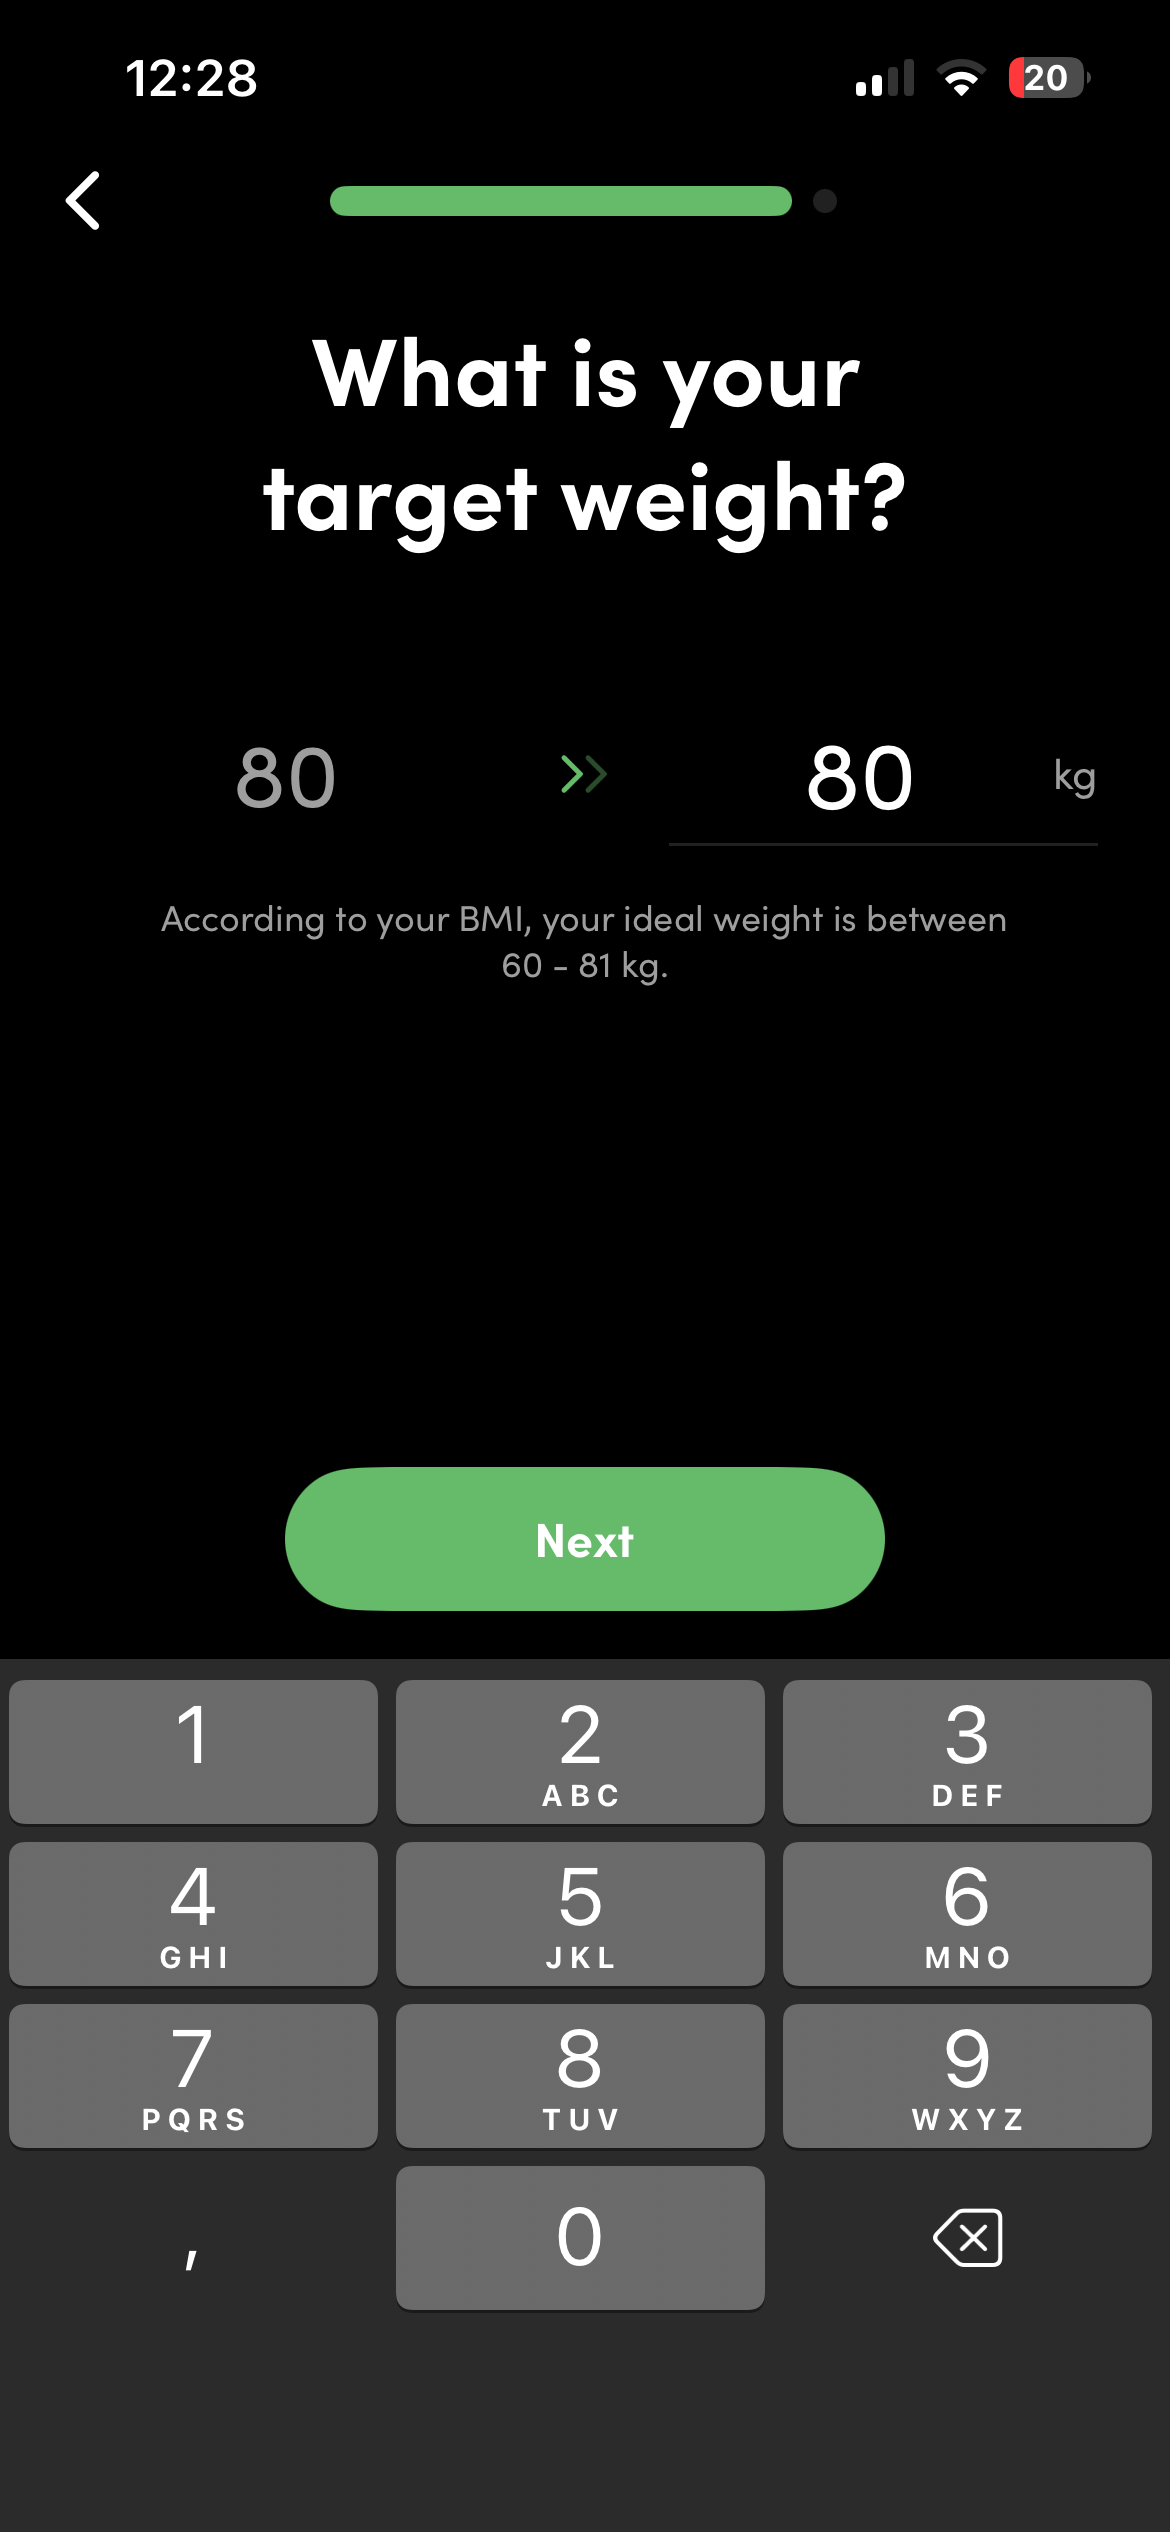 12:28
20
What is your
target weight?
80
80
kg
According to your BMI, your ideal weight is between
60 - 81 kg.
Next
1
2
3
ABC
DEF
4
5
6
GHI
JKL
MNO
7
8
9
PQRS
TUV
WXYZ
,
0